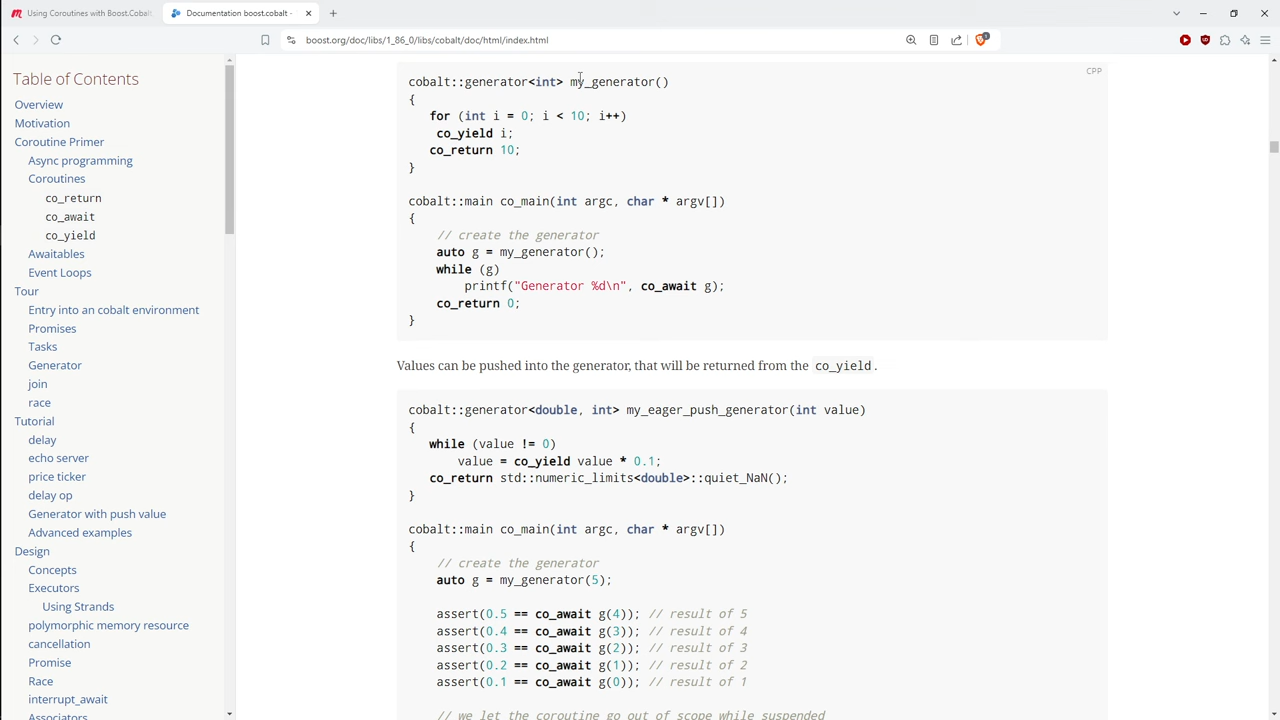 Using Coroutines with Boost.Cobal
Documentation boost.cobalt -
boost.org/doc/libs/1_86_0/libs/cobalt/doc/html/index.html
Table of Contents
Overview
Motivation
Coroutine Primer
Async programming
Coroutines
co_return
co_await
co_yield
Awaitables
Event Loops
Tour
Entry into an cobalt environment
Promises
Tasks
Generator
join
race
Tutorial
delay
echo server
price ticker
delay op
Generator with push value
Advanced examples
Design
Concepts
Executors
Using Strands
polymorphic memory resource
cancellation
Promise
Race
interrupt_await
Associators
CPP
cobalt::generator<int> my_generator()
{
for (int i = 0; i < 10; i++)
co_yield i;
co_return 10;
}
cobalt::main co_main(int argc, char * argv[])
{
// create the generator
auto g = my_generator();
while (g)
printf("Generator %d\n", co_await g);
co_return 0;
}
Values can be pushed into the generator, that will be returned from the co_yield.
cobalt::generator<double, int> my_eager_push_generator(int value)
{
while (value != 0)
value = co_yield value * 0.1;
co_return std::numeric_limits<double>::quiet_NaN();
}
cobalt::main co_main(int argc, char * argv[])
{
// create the generator
auto g = my_generator(5);
assert(0.5 == co_await g(4)); // result of 5
assert(0.4 == co_await g(3)); // result of 4
assert(0.3 == co_await g(2)); // result of 3
assert(0.2 == co_await g(1)); // result of 2
assert(0.1 == co_await g(0)); // result of 1
// we let the coroutine go out of scope while suspended